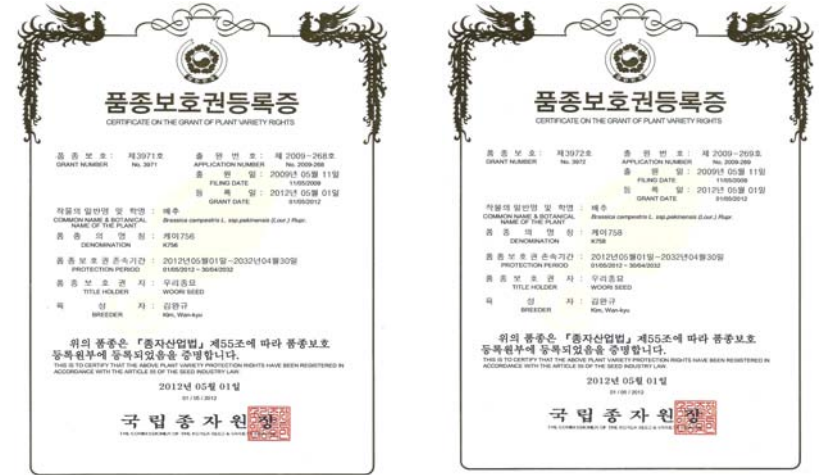 품종보호권등록증
CERTIFICATE ON THE GRANT OF PLANT VARIETY RIGHTS
품 종 보 호 : 제3971호 출 원 번 호 : 제 2009-268호
GRANT NUMBER No. 3971 APPLICATION NUMBER No. 2009-268
출 원 일 : 2009년 05월 11일
FILING DATE 11/05/2009
등 록 일 : 2012년 05월 01일
GRANT DATE 01/05/2012
작물의 일반명 및 학명 : 배추
COMMON NAME & BOTANICAL Brassica campestris L. ssp.pekinensis (Lour.) Rupr.
NAME OF THE PLANT
품 종 의 명 칭 : 케이756
DENOMINATION K756
품 종 보 호 권 존속기간 : 2012년05월01일~2032년04월30일
PROTECTION PERIOD 01/05/2012 ~ 30/04/2032
품 종 보 호 권 자 : 우리종묘
TITLE HOLDER WOORI SEED
육 성 자 : 김완규
BREEDER Kim, Wan-kyu
위의 품종은 「종자산업법」 제55조에 따라 품종보호
등록원부에 등록되었음을 증명합니다.
THIS IS TO CERTIFY THAT THE ABOVE PLANT VARIETY PROTECTION RIGHTS HAVE BEEN REGISTERED IN
ACCORDANCE WITH THE ARTICLE 55 OF THE SEED INDUSTRY LAW
2012년 05월 01일
01 / 05 / 2012
국 립 종 자 원 장
품종보호권등록증
CERTIFICATE ON THE GRANT OF PLANT VARIETY RIGHTS
품 종 보 호 : 제3972호 출 원 번 호 : 제 2009-269호
GRANT NUMBER No. 3972 APPLICATION NUMBER No. 2009-269
출 원 일 : 2009년 05월 11일
FILING DATE 11/05/2009
등 록 일 : 2012년 05월 01일
GRANT DATE 01/05/2012
작물의 일반명 및 학명 : 배추
COMMON NAME & BOTANICAL Brassica campestris L. ssp.pekinensis (Lour.) Rupr.
NAME OF THE PLANT
품 종 의 명 칭 : 케이758
DENOMINATION K758
품 종 보 호 권 존속기간 : 2012년05월01일~2032년04월30일
PROTECTION PERIOD 01/05/2012 ~ 30/04/2032
품 종 보 호 권 자 : 우리종묘
TITLE HOLDER WOORI SEED
육 성 자 : 김완규
BREEDER Kim, Wan-kyu
위의 품종은 「종자산업법」 제55조에 따라 품종보호
등록원부에 등록되었음을 증명합니다.
THIS IS TO CERTIFY THAT THE ABOVE PLANT VARIETY PROTECTION RIGHTS HAVE BEEN REGISTERED IN
ACCORDANCE WITH THE ARTICLE 55 OF THE SEED INDUSTRY LAW
2012년 05월 01일
01 / 05 / 2012
국 립 종 자 원 장